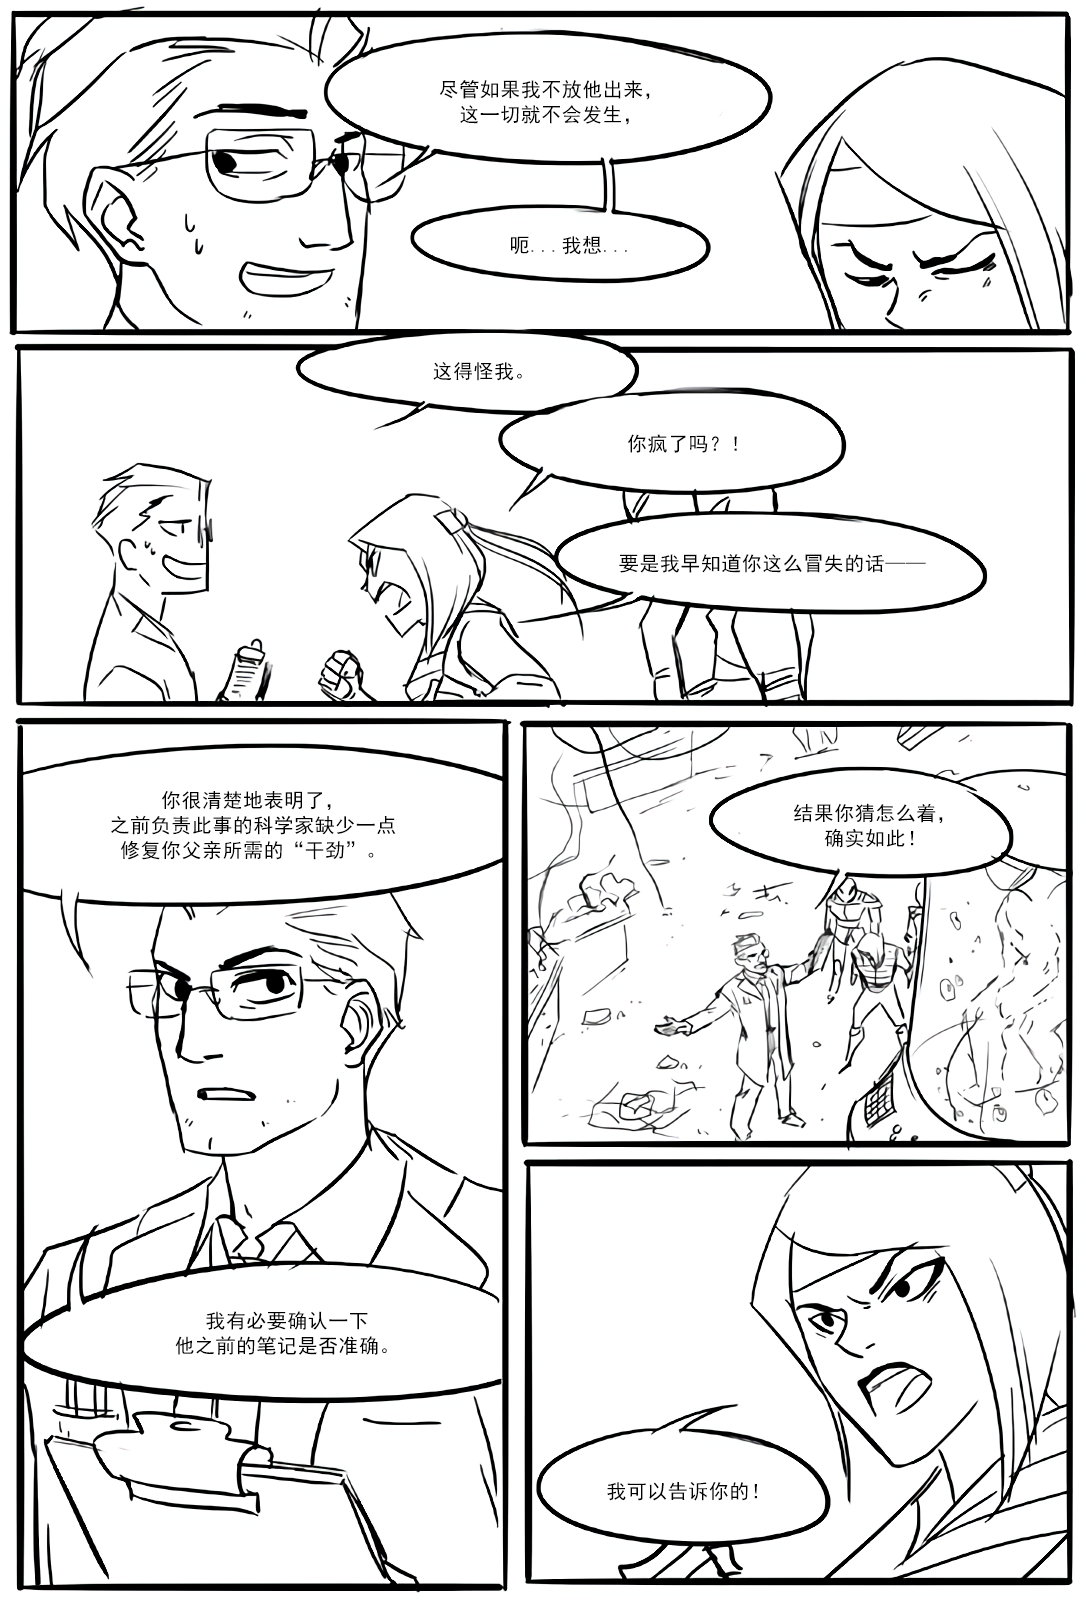 尽管如果我不放他出来，
这一切就不会发生，
呃...我想...
这得怪我。
你疯了吗？！
要是我早知道你这么冒失的话——
你很清楚地表明了，
之前负责此事的科学家缺少一点
修复你父亲所需的“干劲”。
我有必要确认一下
他之前的笔记是否准确。
结果你猜怎么着，
确实如此！
我可以告诉你的！